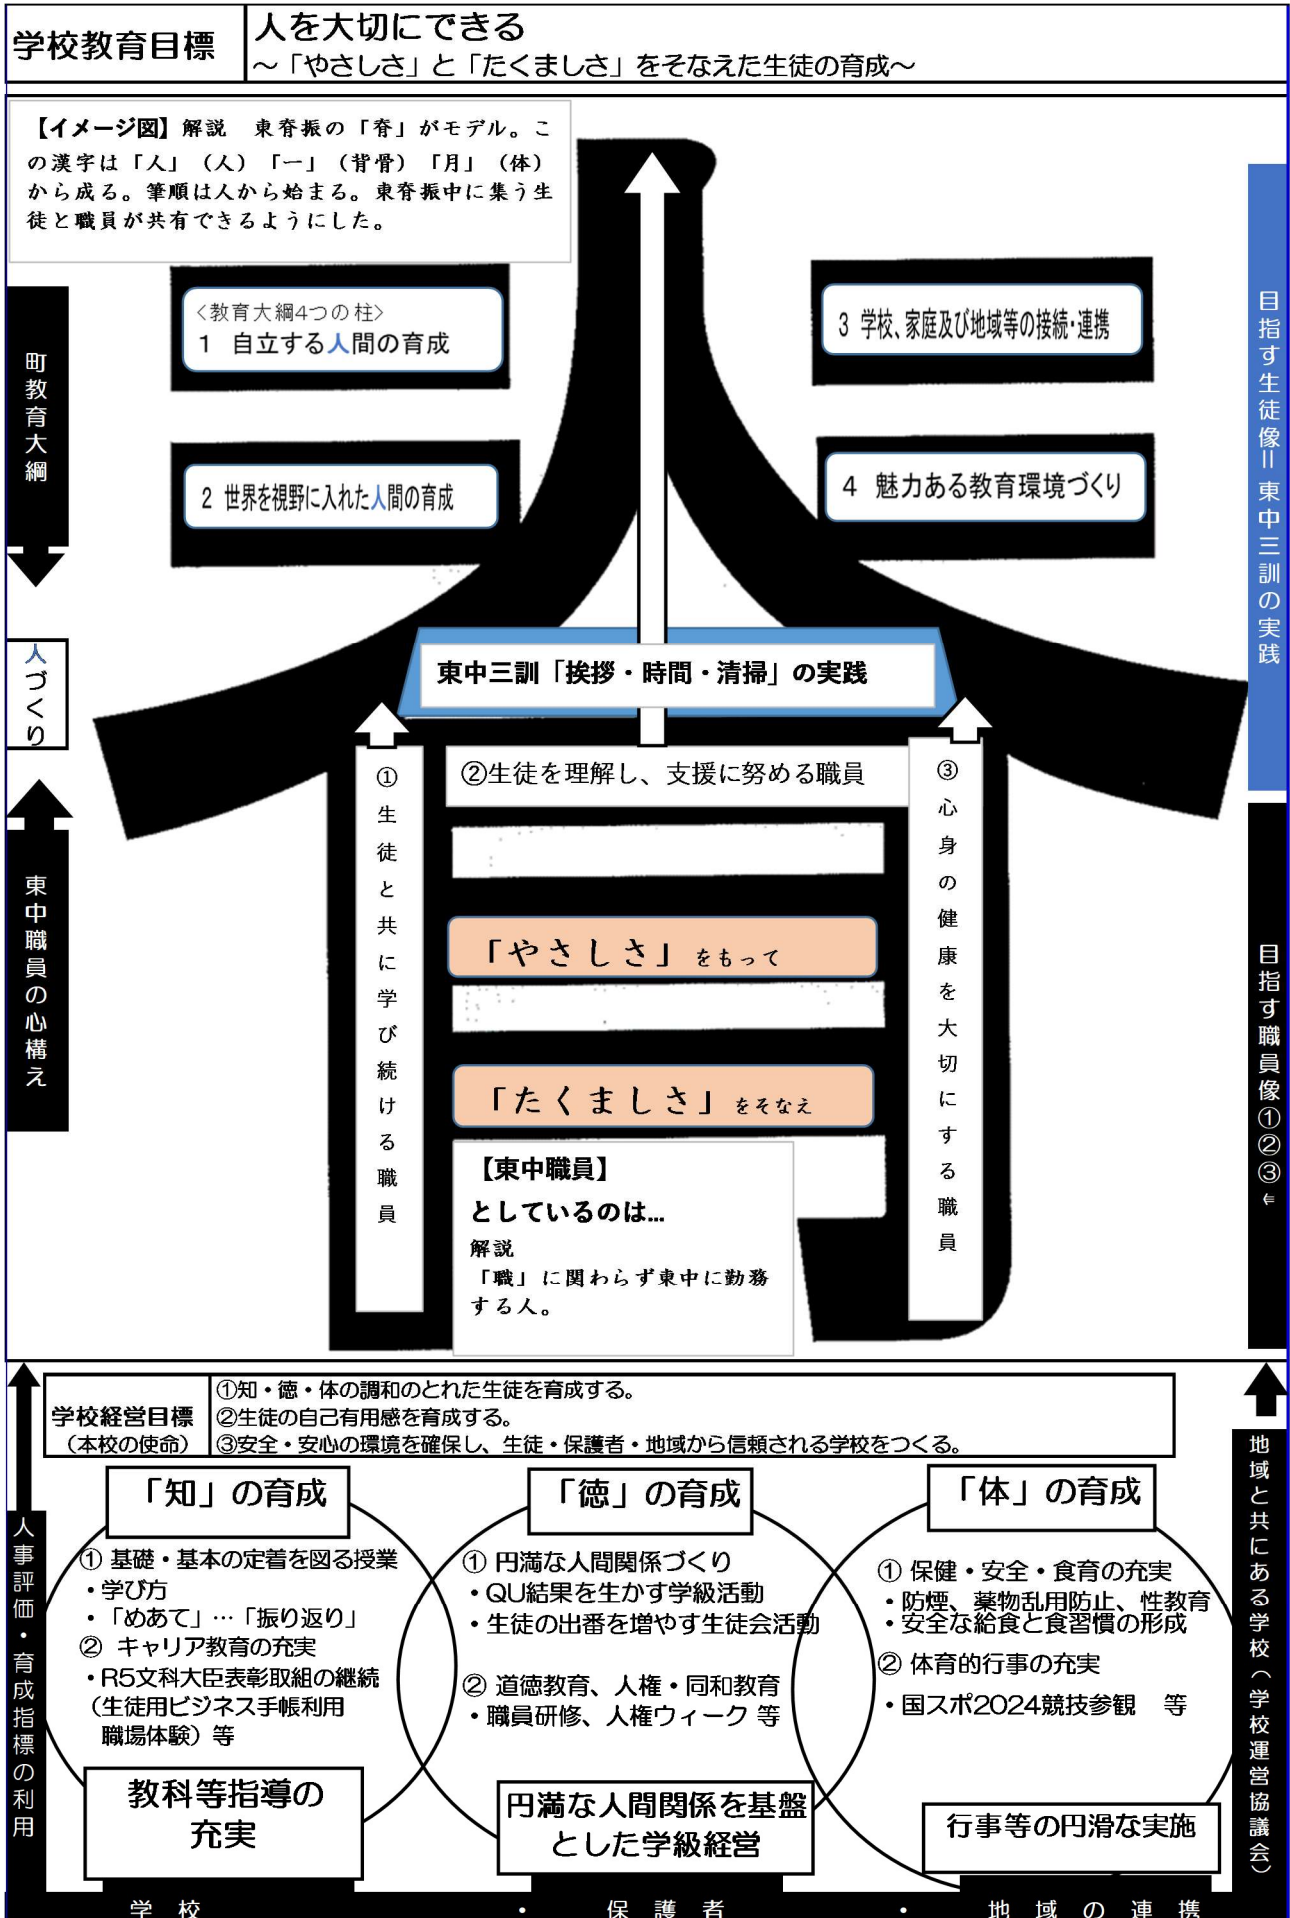 学校教育目標
人を大切にできる
～「やさしさ」と「たくましさ」をそなえた生徒の育成～
【イメージ図】解説　東脊振の「脊」がモデル。こ
の漢字は「人」（人）「一」（背骨）「月」（体）
から成る。筆順は人から始まる。東脊振中に集う生
徒と職員が共有できるようにした。
＜教育大綱4つの柱＞
1　自立する人間の育成
2　世界を視野に入れた人間の育成
3　学校、家庭及び地域等の接続・連携
4　魅力ある教育環境づくり
町教育大綱
人づくり
東中職員の心構え
目指す生徒像＝東中三訓の実践
目指す職員像①②③⇐
東中三訓「挨拶・時間・清掃」の実践
①生徒と共に学び続ける職員
②生徒を理解し、支援に努める職員
③心身の健康を大切にする職員
「やさしさ」をもって
「たくましさ」をそなえ
【東中職員】
としているのは…
解説
「職」に関わらず東中に勤務
する人。
学校経営目標
（本校の使命）
①知・徳・体の調和のとれた生徒を育成する。
②生徒の自己有用感を育成する。
③安全・安心の環境を確保し、生徒・保護者・地域から信頼される学校をつくる。
人事評価・育成指標の利用
地域と共にある学校（学校運営協議会）
「知」の育成
① 基礎・基本の定着を図る授業
・学び方
・「めあて」…「振り返り」
② キャリア教育の充実
・R5文科大臣表彰取組の継続
（生徒用ビジネス手帳利用
職場体験）等
教科等指導の
充実
「徳」の育成
① 円満な人間関係づくり
・QU結果を生かす学級活動
・生徒の出番を増やす生徒会活動
② 道徳教育、人権・同和教育
・職員研修、人権ウィーク 等
円満な人間関係を基盤
とした学級経営
「体」の育成
① 保健・安全・食育の充実
・防煙、薬物乱用防止、性教育
・安全な給食と食習慣の形成
② 体育的行事の充実
・国スポ2024競技参観　等
行事等の円滑な実施
学校・保護者・地域の連携